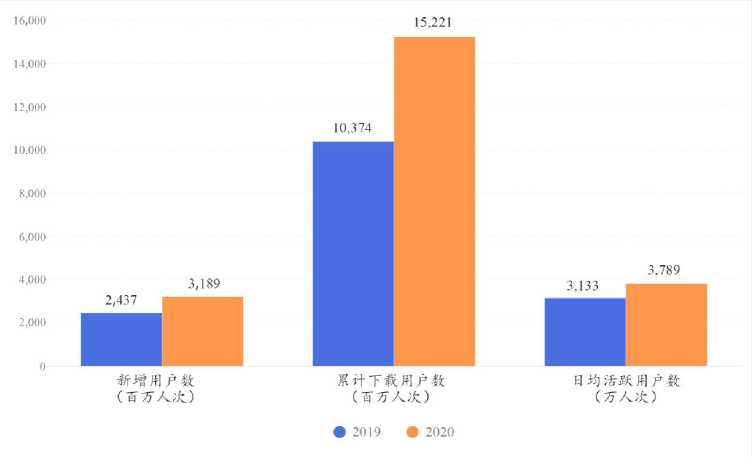 16,000
14,000
12,000
10,000
8,000
6,000
4,000
2,000
0
2,437
3,189
10,374
15,221
3,133
3,789
新增用户数
（百万人次）
累计下载用户数
（百万人次）
日均活跃用户数
（万人次）
2019
2020